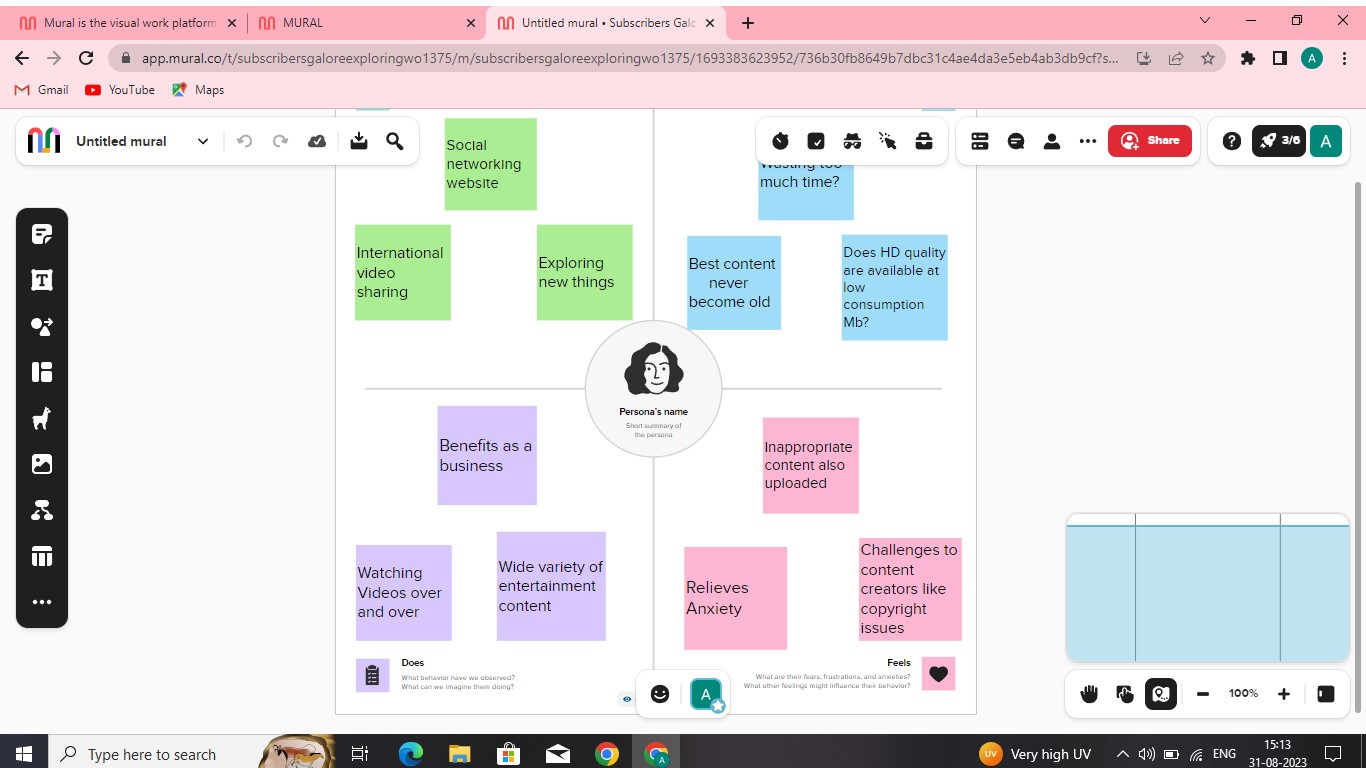 Mural is the visual work platform
MURAL
Untitled mural • Subscribers Galo
app.mural.co/t/subscribersgaloreexploringwo1375/m/subscribersgaloreexploringwo1375/1693383623952/736b30fb8649b7dbc31c4ae4da3e5eb4ab3db9cf?s...
A
Gmail
YouTube
Maps
Untitled mural
Share
3/6
A
Social
networking
website
International
video
sharing
Exploring
new things
Wasting too
much time?
Best content
never
become old
Does HD quality
are available at
low
consumption
Mb?
Persona's name
Short summary of
the persona
Benefits as a
business
Watching
Videos over
and over
Wide variety of
entertainment
content
Inappropriate
content also
uploaded
Relieves
Anxiety
Challenges to
content
creators like
copyright
issues
Does
What behavior have we observed?
What can we imagine them doing?
Feels
What are their fears, frustrations, and anxieties?
What other feelings might influence their behavior?
A
100%
Type here to search
A
UV
Very high UV
ENG
15:13
31-08-2023